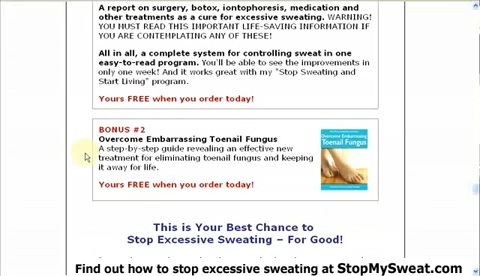 A report on surgery, botox, iontophoresis, medication and
other treatments as a cure for excessive sweating. WARNING!
YOU MUST READ THIS IMPORTANT LIFE-SAVING INFORMATION IF
YOU ARE CONTEMPLATING ANY OF THESE!
All in all, a complete system for controlling sweat in one
easy-to-read program. You'll be able to see the improvements in
only one week! And it works great with my "Stop Sweating and
Start Living" program.
Yours FREE when you order today!
BONUS #2
Overcome Embarrassing Toenail Fungus
A step-by-step guide revealing an effective new
treatment for eliminating toenail fungus and keeping
it away for life.
Yours FREE when you order today!
Overcome Embarrassing
Toenail Fungus
This is Your Best Chance to
Stop Excessive Sweating – For Good!
Find out how to stop excessive sweating at StopMySweat.com